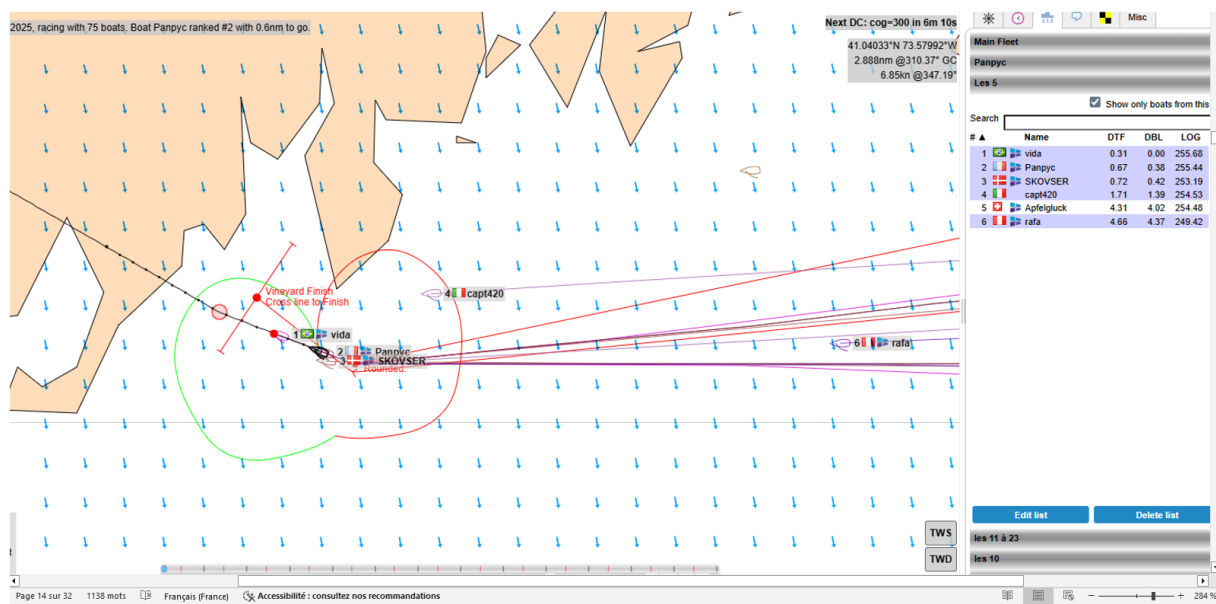 2025, racing with 75 boats. Boat Panpyc ranked #2 with 0.6nm to go.
Next DC: cog=300 in 6m 10s
41.04033°N 73.57992°W
2.888nm @310.37° GC
6.85kn @347.19°
Misc
Main Fleet
Panpyc
Les 5
Show only boats from this
Search
# ▲ Name DTF DBL LOG
1 vida 0.31 0.00 255.68
2 Panpyc 0.67 0.38 255.44
3 SKOVSER 0.72 0.42 253.19
4 capt420 1.71 1.39 254.53
5 Apfelgluck 4.31 4.02 254.48
6 rafa 4.66 4.37 249.42
4 capt420
Vineyard Finish
Cross line to Finish
1 vida
2 Panpyc
3 SKOVSER
Rounded.
6 rafa
Edit list
Delete list
TWS
TWD
les 11 à 23
les 10
Page 14 sur 32 1138 mots Français (France) Accessibilité : consultez nos recommandations 284 %